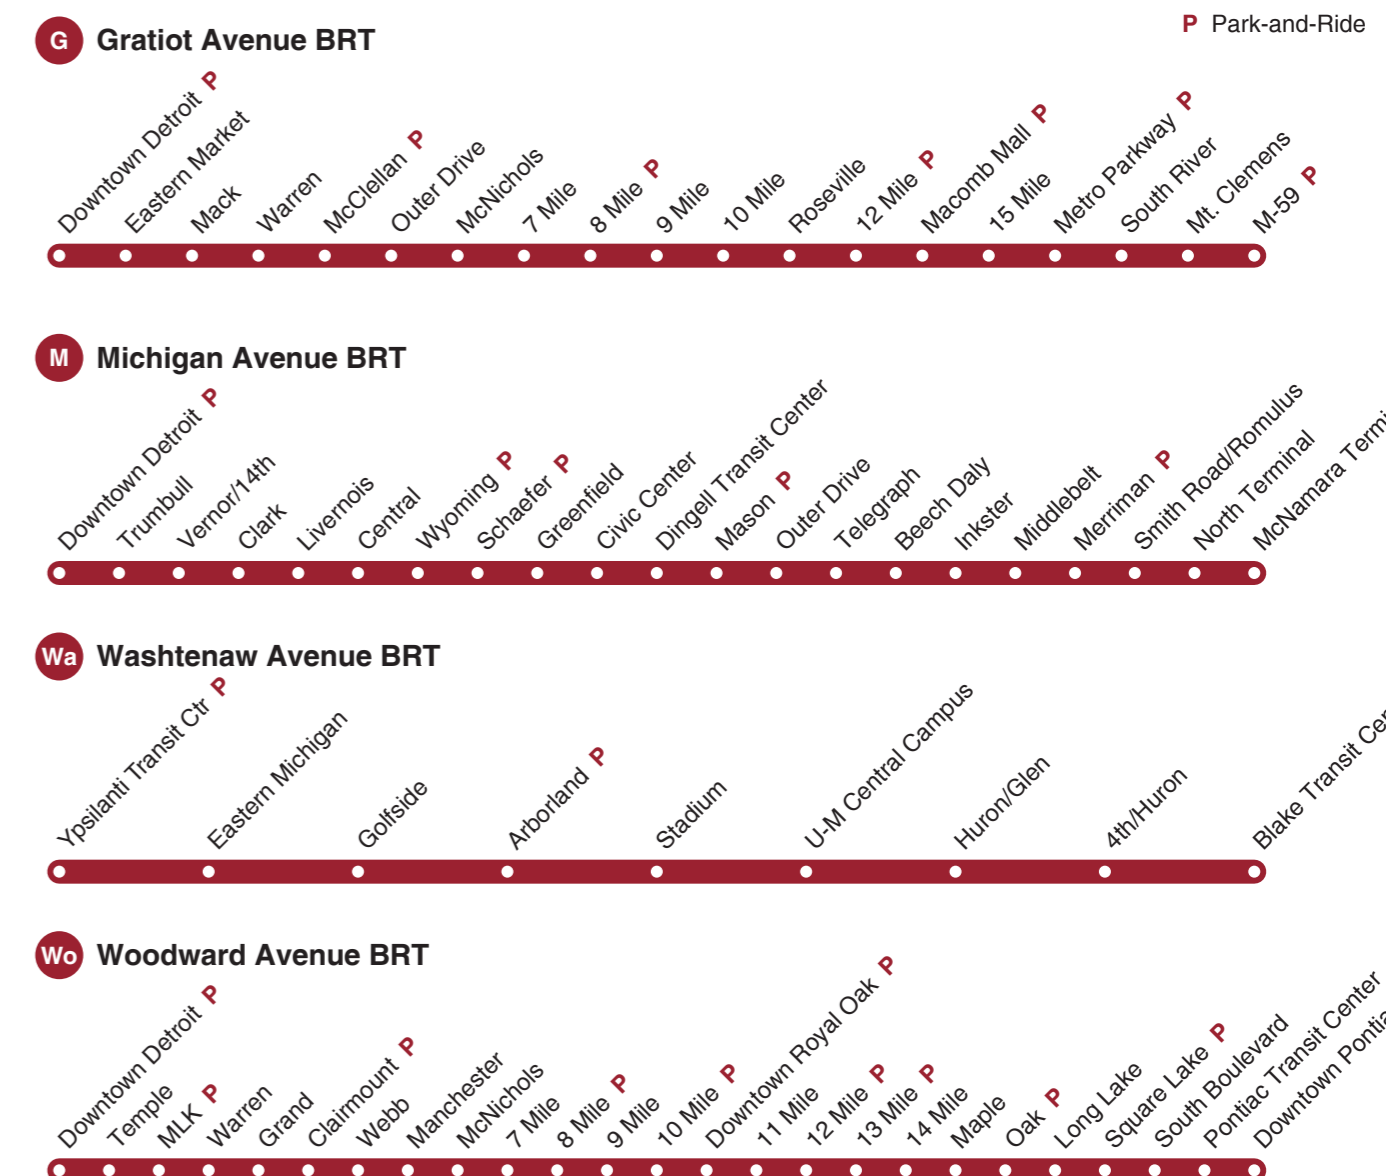 P Park-and-Ride
G Gratiot Avenue BRT
Downtown Detroit P
Eastern Market
Mack
Warren
McClellan P
Outer Drive
McNichols
7 Mile
8 Mile P
9 Mile
10 Mile
Roseville
12 Mile P
Macomb Mall P
15 Mile
Metro Parkway P
South River
Mt. Clemens
M-59 P
M Michigan Avenue BRT
Downtown Detroit P
Trumbull
Vernor/14th
Clark
Livernois
Central
Wyoming P
Schaefer P
Greenfield
Civic Center
Dingell Transit Center
Mason P
Outer Drive
Telegraph
Beech Daly
Inkster
Middlebelt
Merriman P
Smith Road/Romulus
North Terminal
McNamara Termi
Wa Washtenaw Avenue BRT
Ypsilanti Transit Ctr P
Eastern Michigan
Golfside
Arborland P
Stadium
U-M Central Campus
Huron/Glen
4th/Huron
Blake Transit Cen
Wo Woodward Avenue BRT
Downtown Detroit P
Temple
MLK P
Warren
Grand
Clairmount P
Webb
Manchester
McNichols
7 Mile
8 Mile P
9 Mile
10 Mile P
Downtown Royal Oak P
11 Mile
12 Mile P
13 Mile P
14 Mile
Maple
Oak P
Long Lake
Square Lake P
South Boulevard
Pontiac Transit Center
Downtown Pontia